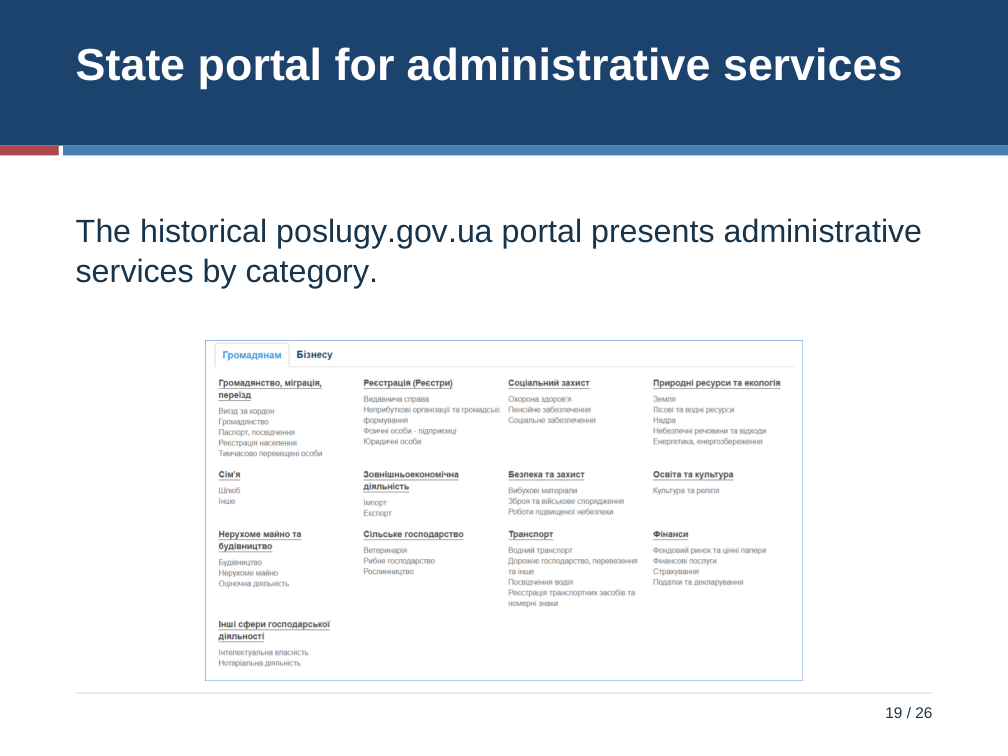 State portal for administrative services
The historical poslugy.gov.ua portal presents administrative
services by category.
Громадянам
Бізнесу
Громадянство, міграція,
переїзд
Виїзд за кордон
Громадянство
Паспорт, посвідчення
Реєстрація населення
Тимчасово переміщені особи
Реєстрація (Реєстри)
Видавнича справа
Неприбуткові організації та громадські
формування
Фізичні особи - підприємці
Юридичні особи
Соціальний захист
Охорона здоров'я
Пенсійне забезпечення
Соціальне забезпечення
Природні ресурси та екологія
Земля
Лісові та водні ресурси
Надра
Небезпечні речовини та відходи
Енергетика, енергозбереження
Сім'я
Шлюб
Інше
Зовнішньоекономічна
діяльність
Імпорт
Експорт
Безпека та захист
Вибухові матеріали
Зброя та військове спорядження
Роботи підвищеної небезпеки
Освіта та культура
Культура та релігія
Нерухоме майно та
будівництво
Будівництво
Нерухоме майно
Оціночна діяльність
Сільське господарство
Ветеринарія
Рибне господарство
Рослинництво
Транспорт
Водний транспорт
Дорожнє господарство, перевезення
та інше
Посвідчення водія
Реєстрація транспортних засобів та
номерні знаки
Фінанси
Фондовий ринок та цінні папери
Фінансові послуги
Страхування
Податки та декларування
Інші сфери господарської
діяльності
Інтелектуальна власність
Нотаріальна діяльність
19 / 26